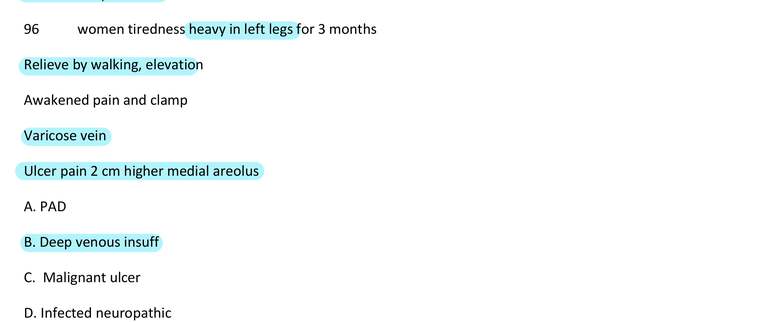 96 women tiredness heavy in left legs for 3 months
Relieve by walking, elevation
Awakened pain and clamp
Varicose vein
Ulcer pain 2 cm higher medial areolus
A. PAD
B. Deep venous insuff
C. Malignant ulcer
D. Infected neuropathic